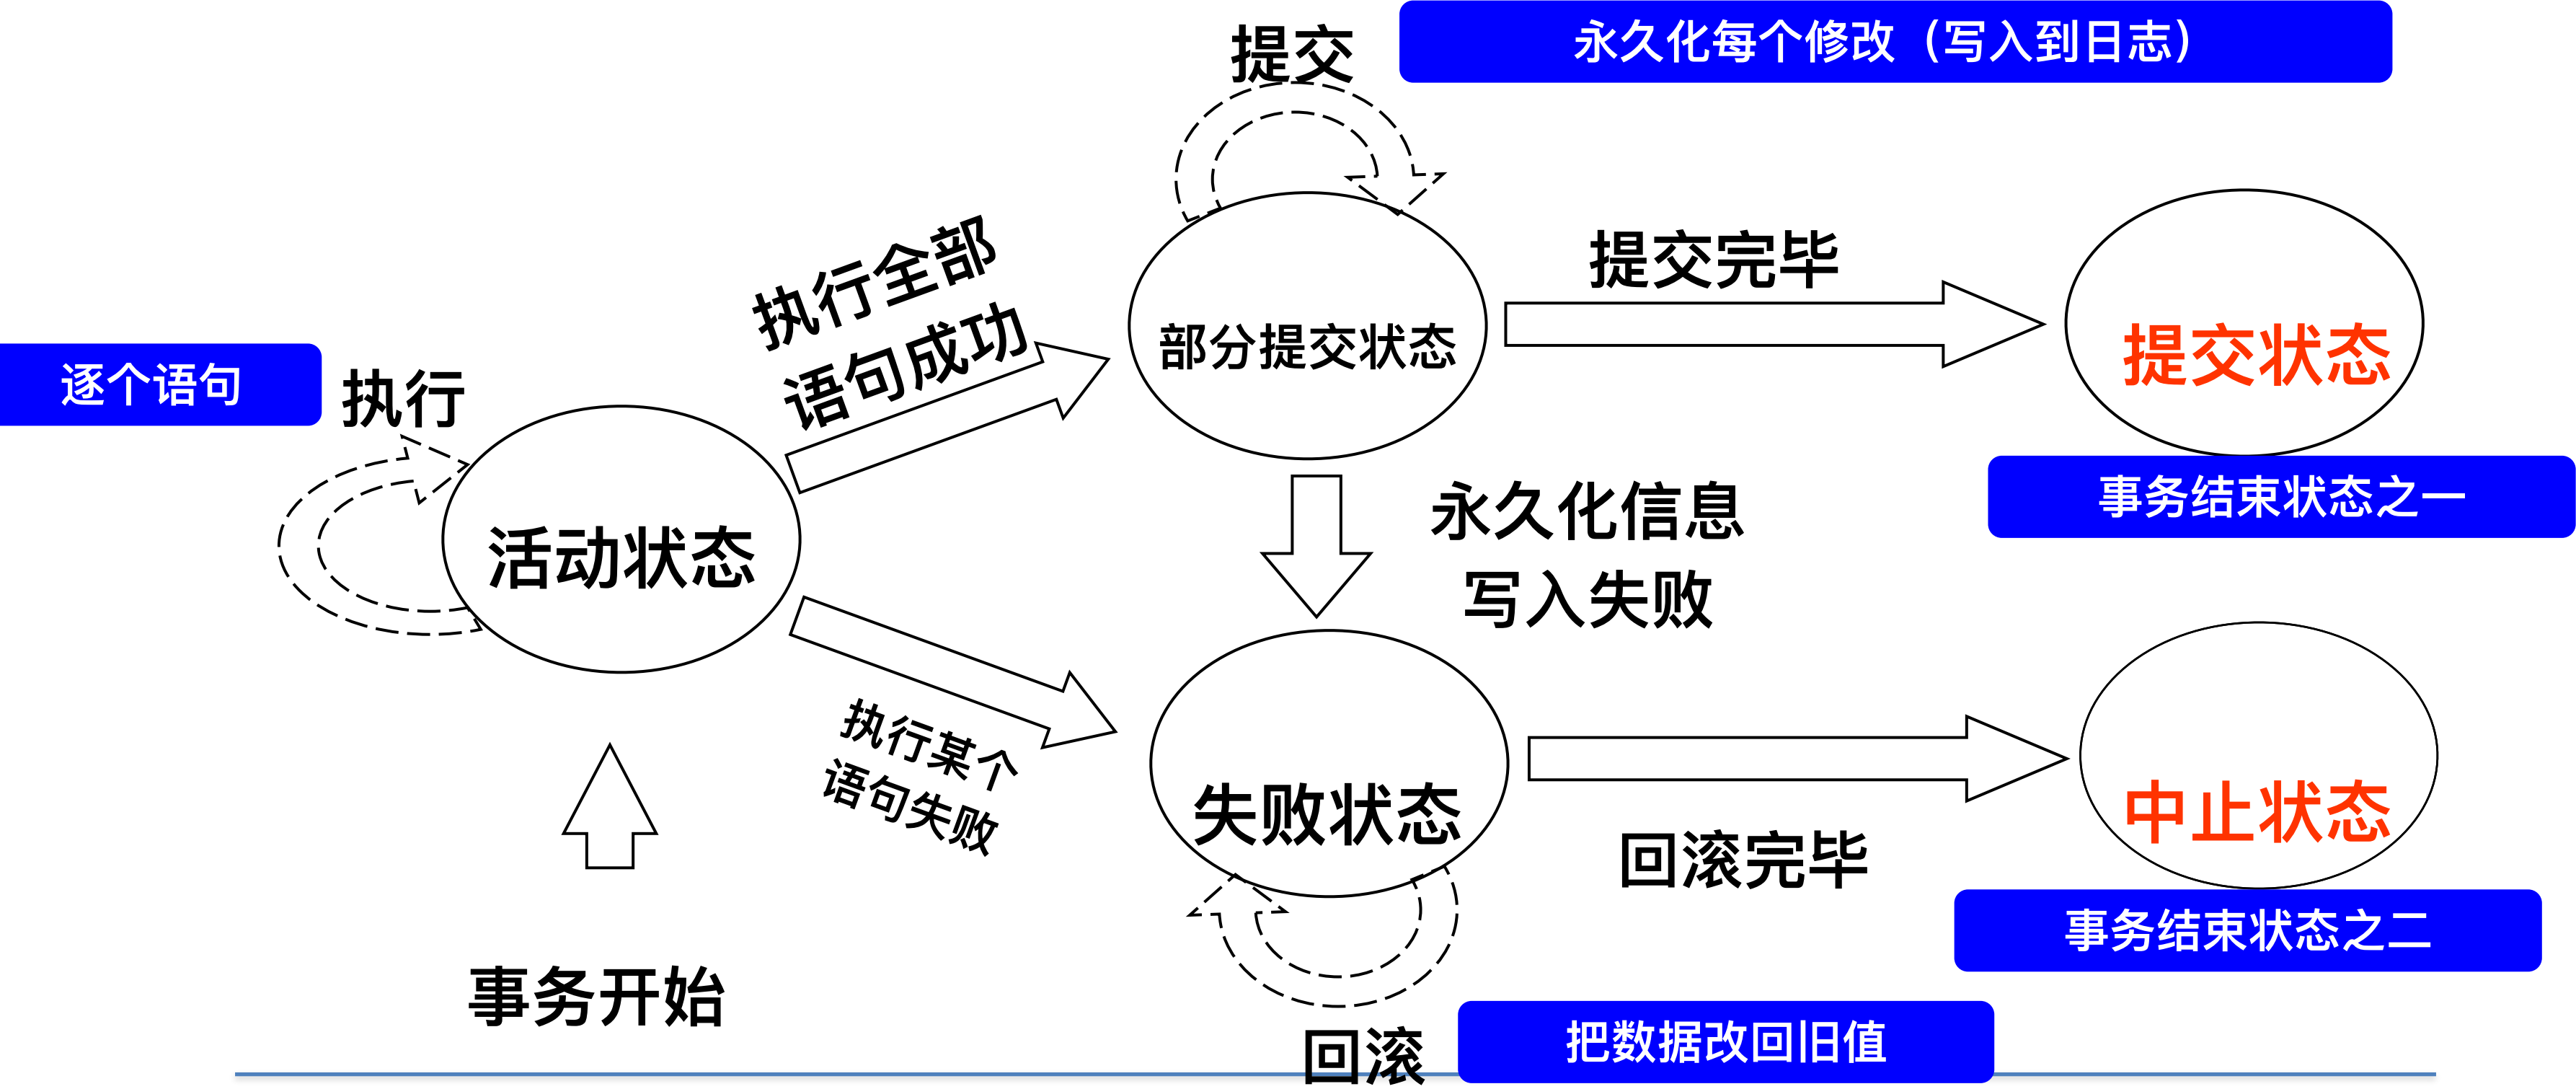 提交
永久化每个修改（写入到日志）
执行全部
语句成功
提交完毕
部分提交状态
提交状态
逐个语句
执行
事务结束状态之一
活动状态
永久化信息
写入失败
执行某个
语句失败
失败状态
中止状态
回滚完毕
事务结束状态之二
事务开始
回滚
把数据改回旧值